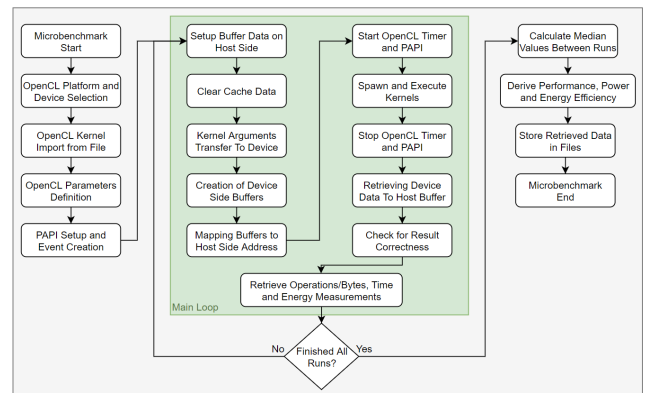 Microbenchmark
Start
OpenCL Platform and
Device Selection
OpenCL Kernel
Import from File
OpenCL Parameters
Definition
PAPI Setup and
Event Creation
Setup Buffer Data on
Host Side
Clear Cache Data
Kernel Arguments
Transfer To Device
Creation of Device
Side Buffers
Mapping Buffers to
Host Side Address
Start OpenCL Timer
and PAPI
Spawn and Execute
Kernels
Stop OpenCL Timer
and PAPI
Retrieving Device
Data To Host Buffer
Check for Result
Correctness
Retrieve Operations/Bytes, Time
and Energy Measurements
Main Loop
No
Finished All
Runs?
Yes
Calculate Median
Values Between Runs
Derive Performance, Power
and Energy Efficiency
Store Retrieved Data
in Files
Microbenchmark
End